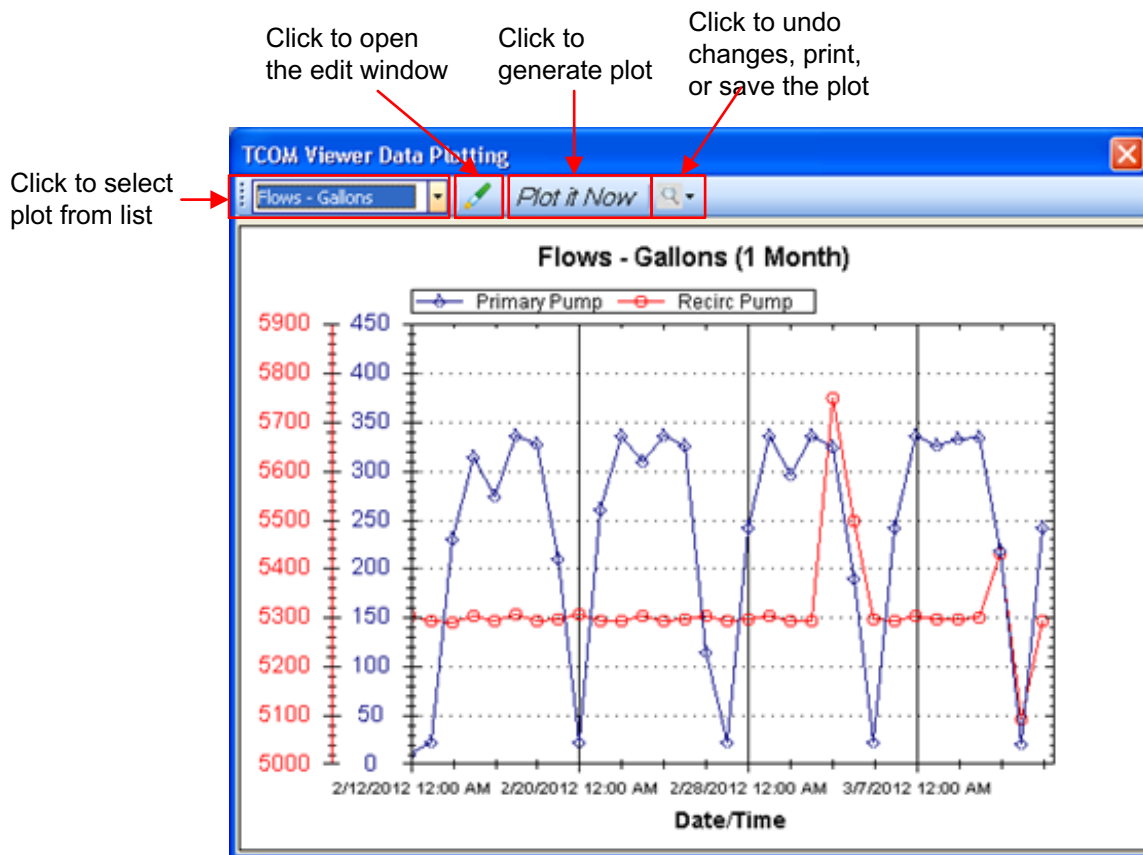 Click to open
the edit window
Click to
generate plot
Click to undo
changes, print,
or save the plot
Click to select
plot from list
TCOM Viewer Data Plotting
Flows - Gallons
Plot it Now
Flows - Gallons (1 Month)
Primary Pump
Recirc Pump
5900 450
5800 400
5700 350
5600 300
5500 250
5400 200
5300 150
5200 100
5100 50
5000 0
2/12/2012 12:00 AM 2/20/2012 12:00 AM 2/28/2012 12:00 AM 3/7/2012 12:00 AM
Date/Time